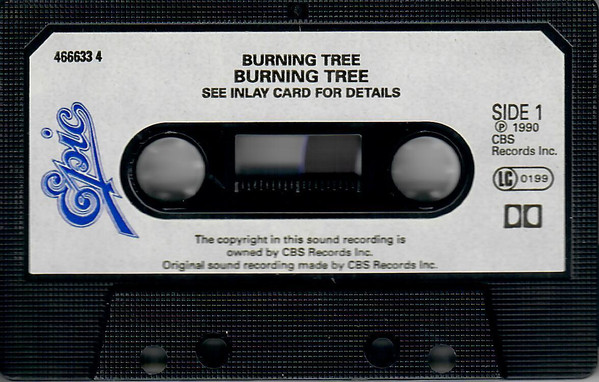 466633 4
BURNING TREE
BURNING TREE
SEE INLAY CARD FOR DETAILS
Epic
SIDE 1
Ⓟ 1990
CBS
Records Inc.
LC 0199
The copyright in this sound recording is
owned by CBS Records Inc.
Original sound recording made by CBS Records Inc.